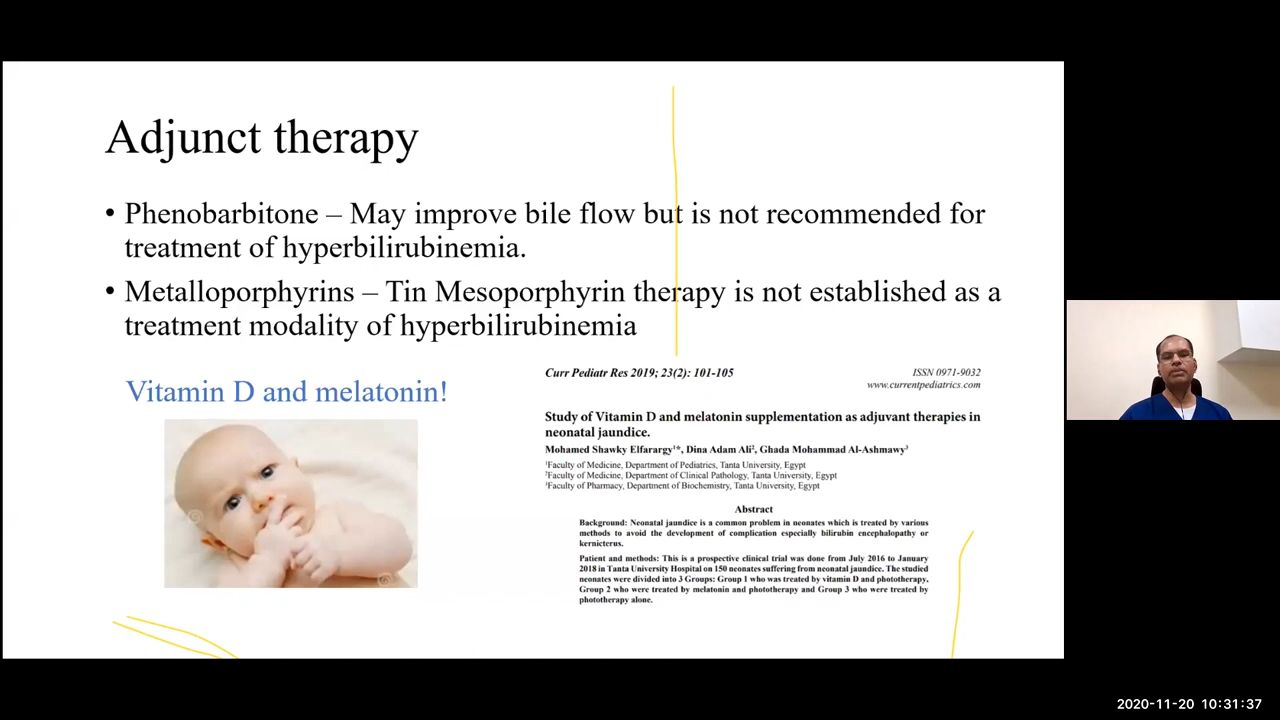 Adjunct therapy
• Phenobarbitone – May improve bile flow but is not recommended for
treatment of hyperbilirubinemia.
• Metalloporphyrins – Tin Mesoporphyrin therapy is not established as a
treatment modality of hyperbilirubinemia
Vitamin D and melatonin!
Curr Pediatr Res 2019; 23(2): 101-105
ISSN 0971-9032
www.currentpediatrics.com
Study of Vitamin D and melatonin supplementation as adjuvant therapies in
neonatal jaundice.
Mohamed Shawky Elfarargy¹*, Dina Adam Ali², Ghada Mohammad Al-Ashmawy³
¹Faculty of Medicine, Department of Pediatrics, Tanta University, Egypt
²Faculty of Medicine, Department of Clinical Pathology, Tanta University, Egypt
³Faculty of Pharmacy, Department of Biochemistry, Tanta University, Egypt
Abstract
Background: Neonatal jaundice is a common problem in neonates which is treated by various
methods to avoid the development of complication especially bilirubin encephalopathy or
kernicterus.
Patient and methods: This is a prospective clinical trial was done from July 2016 to January
2018 in Tanta University Hospital on 150 neonates suffering from neonatal jaundice. The studied
neonates were divided into 3 Groups: Group 1 who was treated by vitamin D and phototherapy,
Group 2 who were treated by melatonin and phototherapy and Group 3 who were treated by
phototherapy alone.
2020-11-20 10:31:37